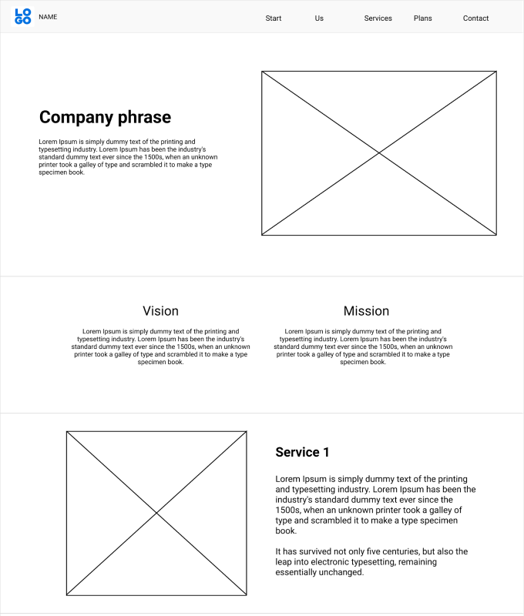 LO
GO
NAME
Start
Us
Services
Plans
Contact
Company phrase
Lorem Ipsum is simply dummy text of the printing and
typesetting industry. Lorem Ipsum has been the industry's
standard dummy text ever since the 1500s, when an unknown
printer took a galley of type and scrambled it to make a type
specimen book.
Vision
Lorem Ipsum is simply dummy text of the printing and
typesetting industry. Lorem Ipsum has been the industry's
standard dummy text ever since the 1500s, when an unknown
printer took a galley of type and scrambled it to make a type
specimen book.
Mission
Lorem Ipsum is simply dummy text of the printing and
typesetting industry. Lorem Ipsum has been the industry's
standard dummy text ever since the 1500s, when an unknown
printer took a galley of type and scrambled it to make a type
specimen book.
Service 1
Lorem Ipsum is simply dummy text of the printing
and typesetting industry. Lorem Ipsum has been the
industry's standard dummy text ever since the
1500s, when an unknown printer took a galley of
type and scrambled it to make a type specimen
book.
It has survived not only five centuries, but also the
leap into electronic typesetting, remaining
essentially unchanged.